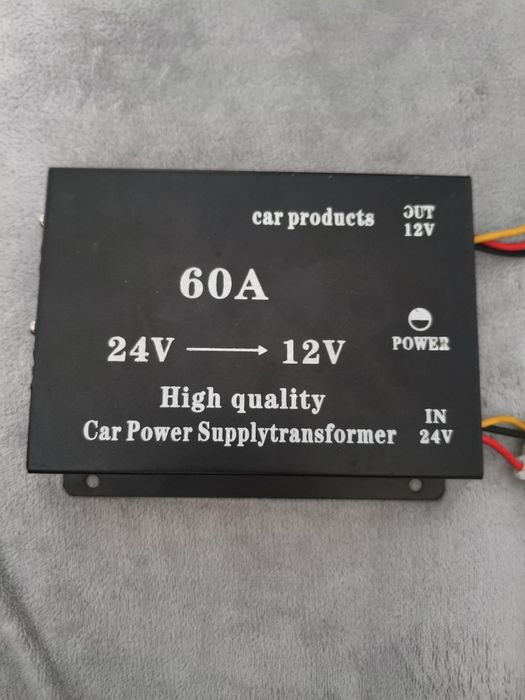 car products
OUT
12V
60A
24V 12V
POWER
High quality
Car Power Supplytransformer
IN
24V